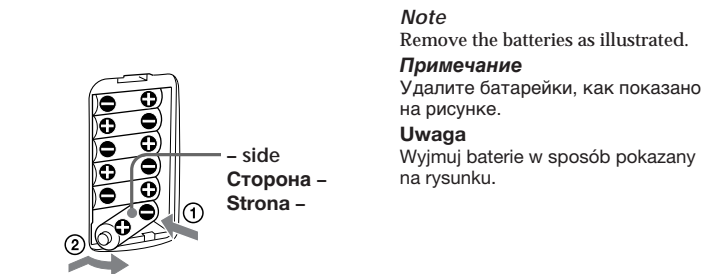 – side
Сторона –
Strona –
①
②
Note
Remove the batteries as illustrated.
Примечание
Удалите батарейки, как показано
на рисунке.
Uwaga
Wyjmuj baterie w sposób pokazany
na rysunku.